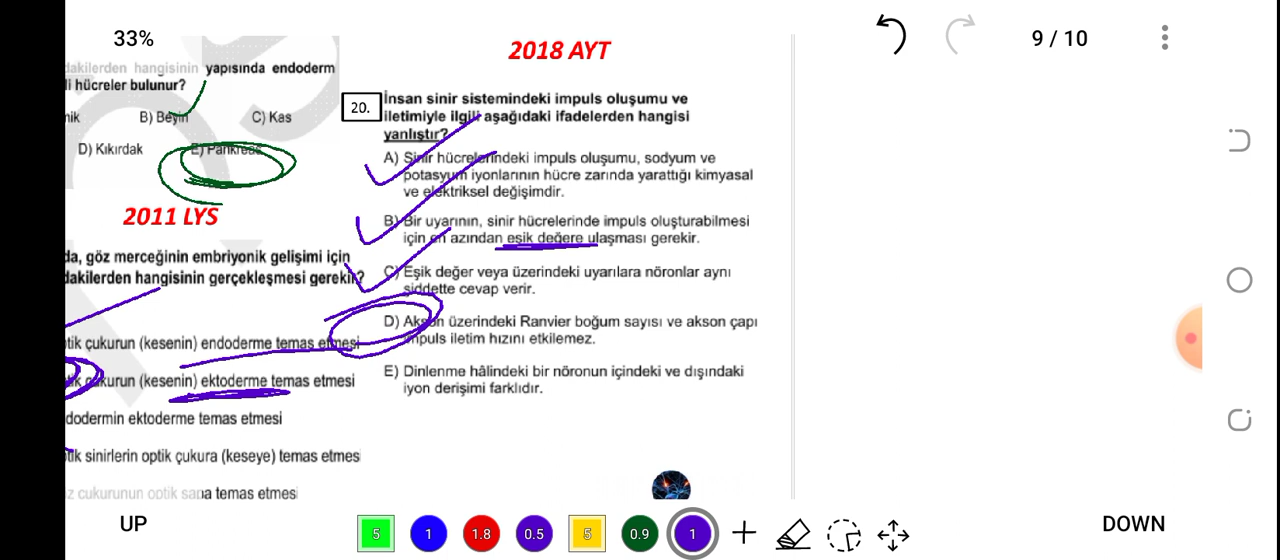 33%
9 / 10
dakilerden hangisinin yapısında endoderm
li hücreler bulunur?
nik B) Beyin C) Kas
D) Kıkırdak E) Pankreas
2011 LYS
da, göz merceğinin embriyonik gelişimi için
dakilerden hangisinin gerçekleşmesi gerekir?
tik çukurun (kesenin) endoderme temas etmesi
tik çukurun (kesenin) ektoderme temas etmesi
dodermin ektoderme temas etmesi
tik sinirlerin optik çukura (keseye) temas etmes
z çukurunun optik sapa temas etmesi
2018 AYT
20. İnsan sinir sistemindeki impuls oluşumu ve
iletimiyle ilgili aşağıdaki ifadelerden hangisi
yanlıştır?
A) Sinir hücrelerindeki impuls oluşumu, sodyum ve
potasyum iyonlarının hücre zarında yarattığı kimyasal
ve elektriksel değişimdir.
B) Bir uyarının, sinir hücrelerinde impuls oluşturabilmesi
için en azından eşik değere ulaşması gerekir.
C) Eşik değer veya üzerindeki uyarılara nöronlar aynı
şiddette cevap verir.
D) Akson üzerindeki Ranvier boğum sayısı ve akson çapı
impuls iletim hızını etkilemez.
E) Dinlenme hâlindeki bir nöronun içindeki ve dışındaki
iyon derişimi farklıdır.
UP
5 1 1.8 0.5 5 0.9 1
DOWN